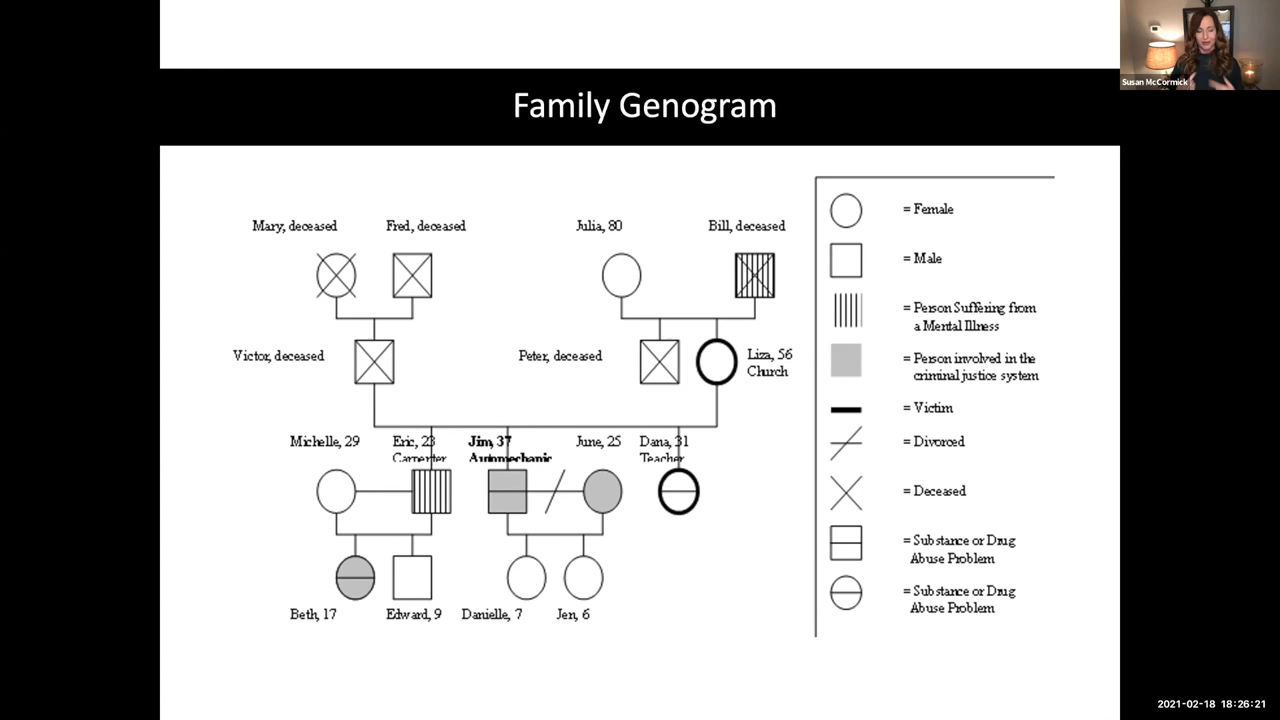 Susan McCormick
Family Genogram
Mary, deceased
Fred, deceased
Julia, 80
Bill, deceased
Victor, deceased
Peter, deceased
Liza, 56
Church
Michelle, 29
Eric, 23
Carpenter
Jim, 37
Automechanic
June, 25
Dana, 31
Teacher
Beth, 17
Edward, 9
Danielle, 7
Jen, 6
= Female
= Male
= Person Suffering from
a Mental Illness
= Person involved in the
criminal justice system
= Victim
= Divorced
= Deceased
= Substance or Drug
Abuse Problem
= Substance or Drug
Abuse Problem
2021-02-18 18:26:21